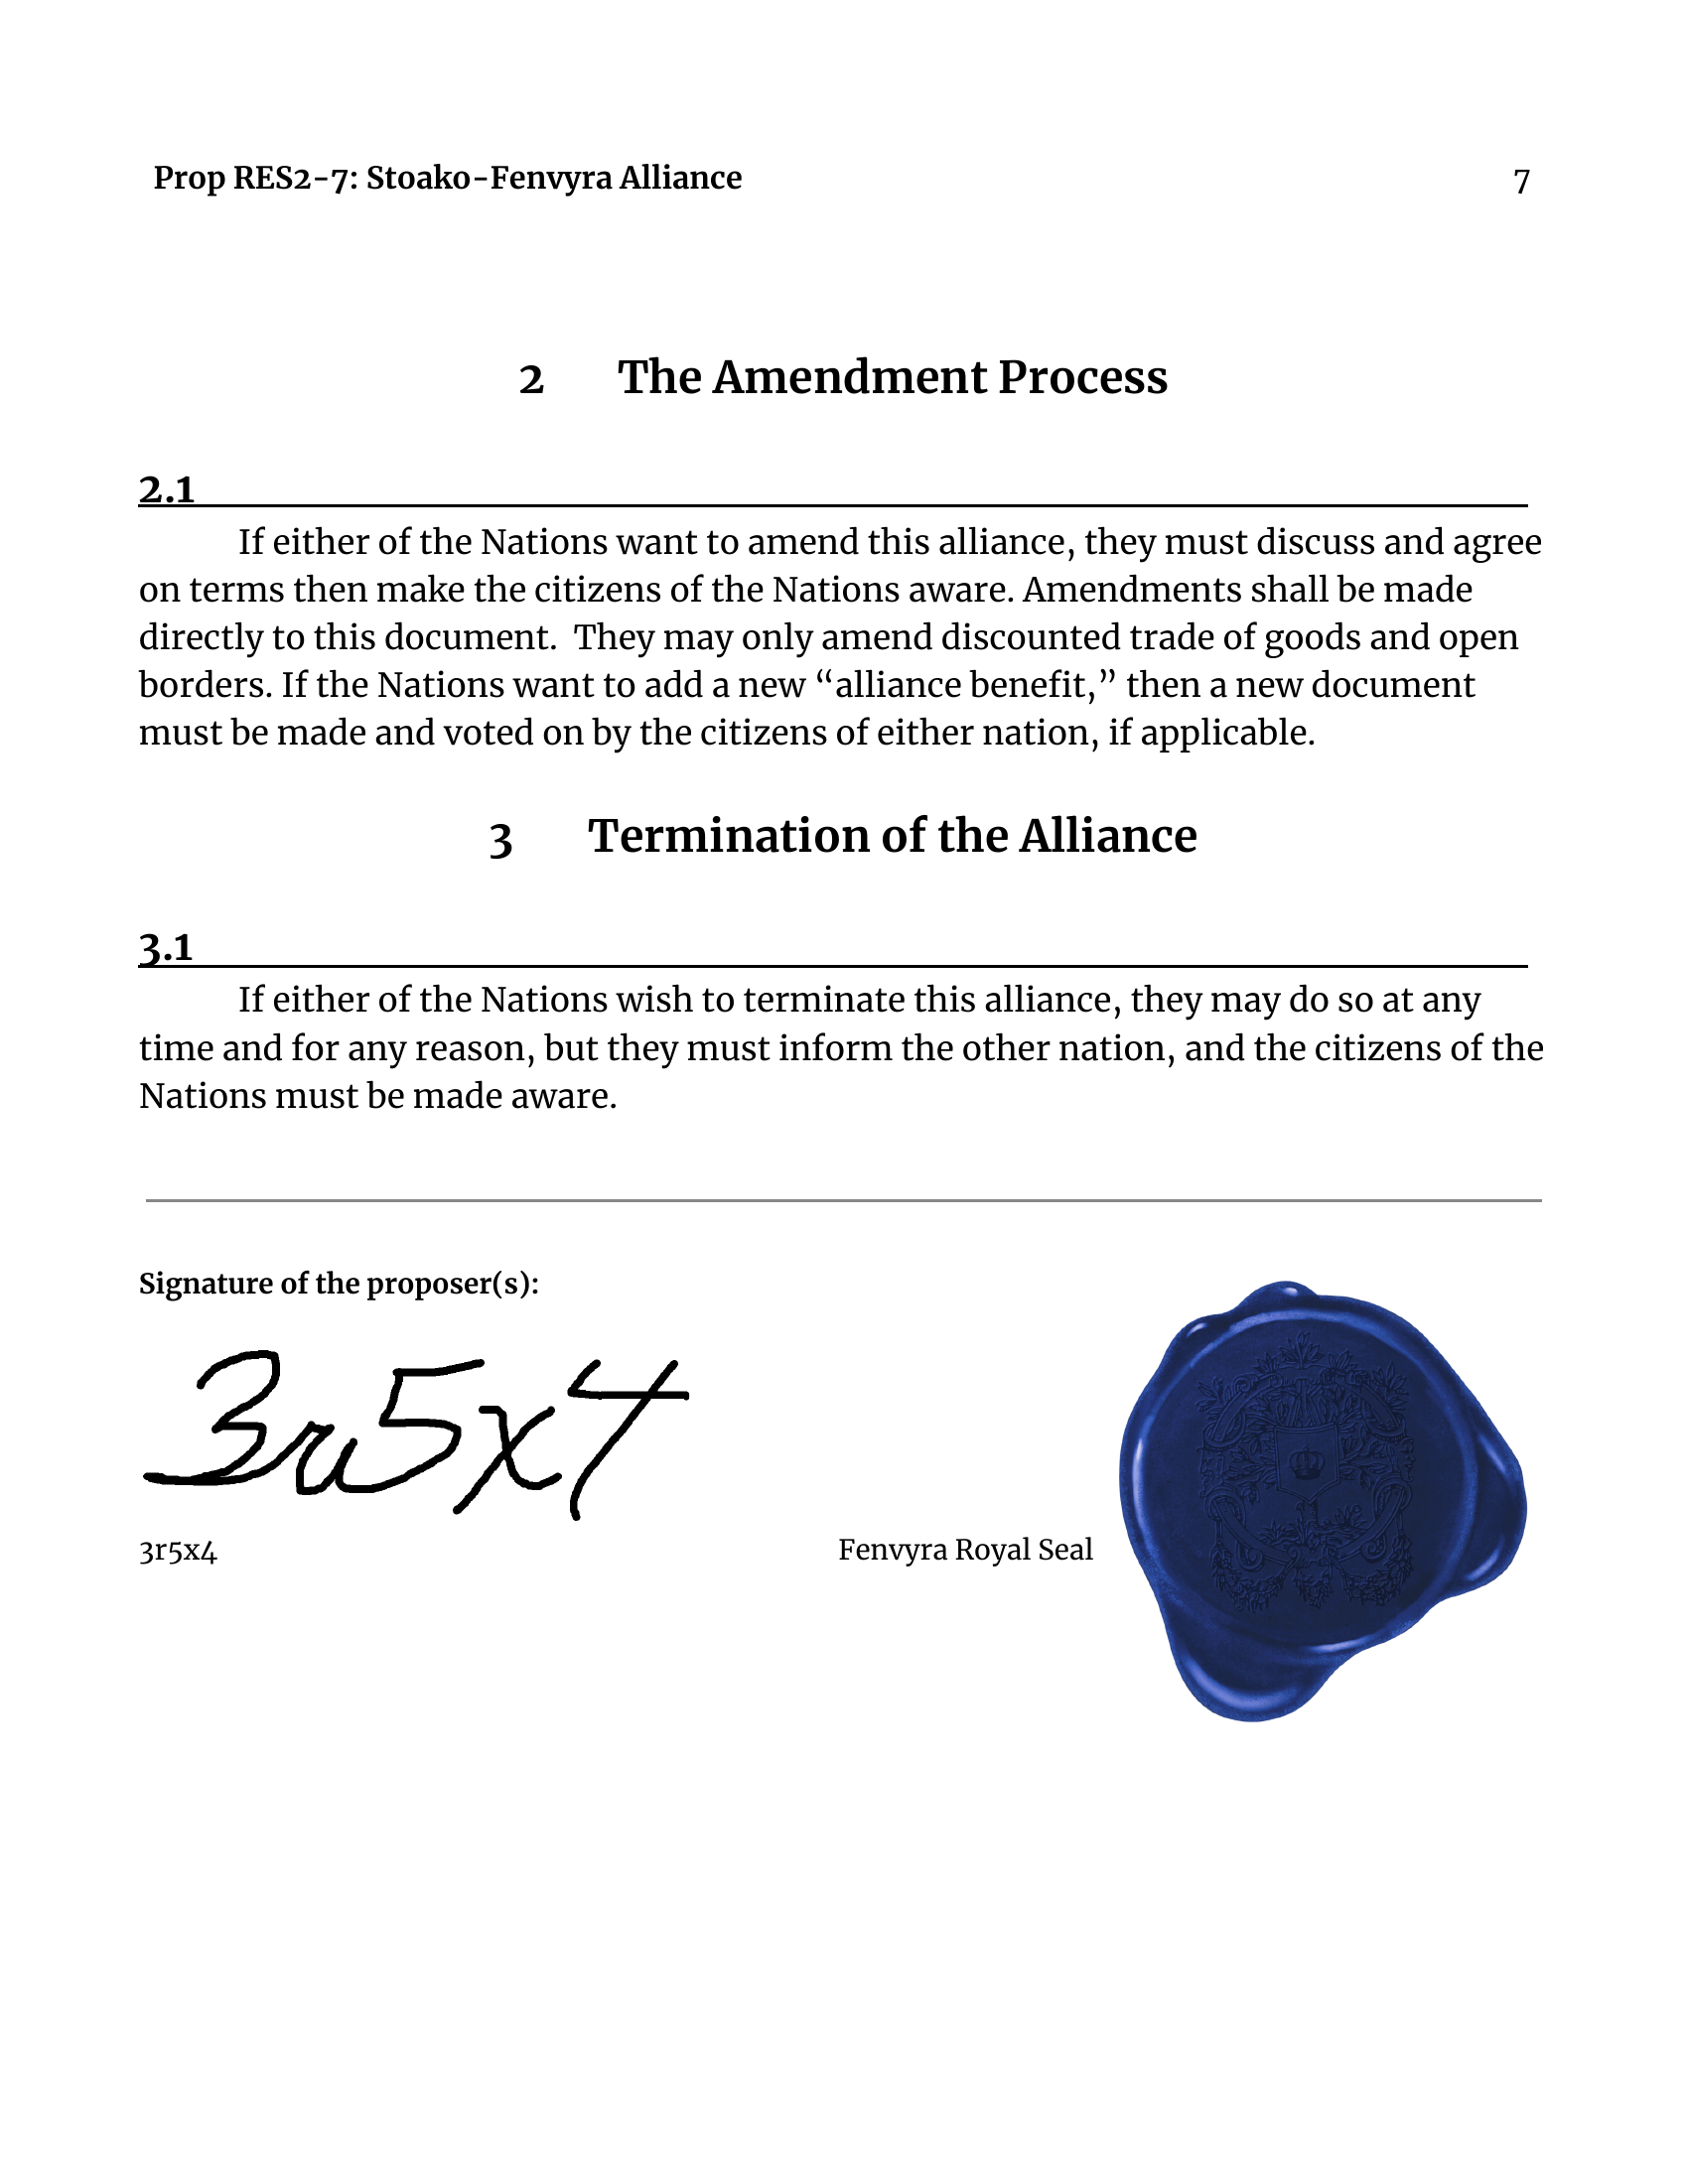 Prop RES2-7: Stoako-Fenvyra Alliance 7
2 The Amendment Process
2.1
If either of the Nations want to amend this alliance, they must discuss and agree
on terms then make the citizens of the Nations aware. Amendments shall be made
directly to this document.  They may only amend discounted trade of goods and open
borders. If the Nations want to add a new “alliance benefit,” then a new document
must be made and voted on by the citizens of either nation, if applicable.
3 Termination of the Alliance
3.1
If either of the Nations wish to terminate this alliance, they may do so at any
time and for any reason, but they must inform the other nation, and the citizens of the
Nations must be made aware.
Signature of the proposer(s):
3r5x4
3r5x4 Fenvyra Royal Seal